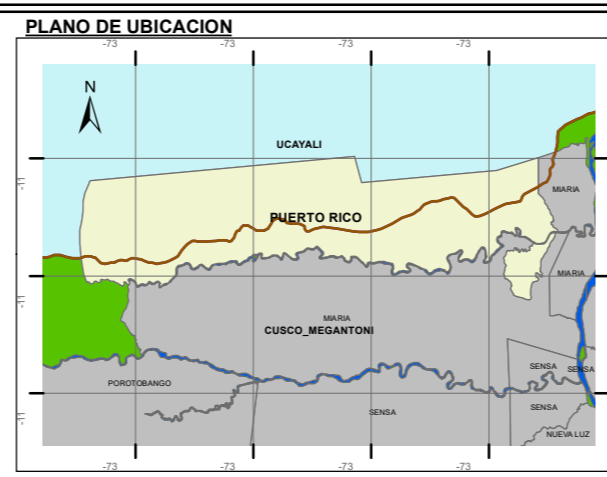 PLANO DE UBICACION
-73 -73 -73 -73
N
UCAYALI
-11
MIARIA
PUERTO RICO
MIARIA
-11
MIARIA
CUSCO_MEGANTONI
SENSA SENSA
POROTOBANGO
-11
SENSA SENSA
NUEVA LUZ
-73 -73 -73 -73